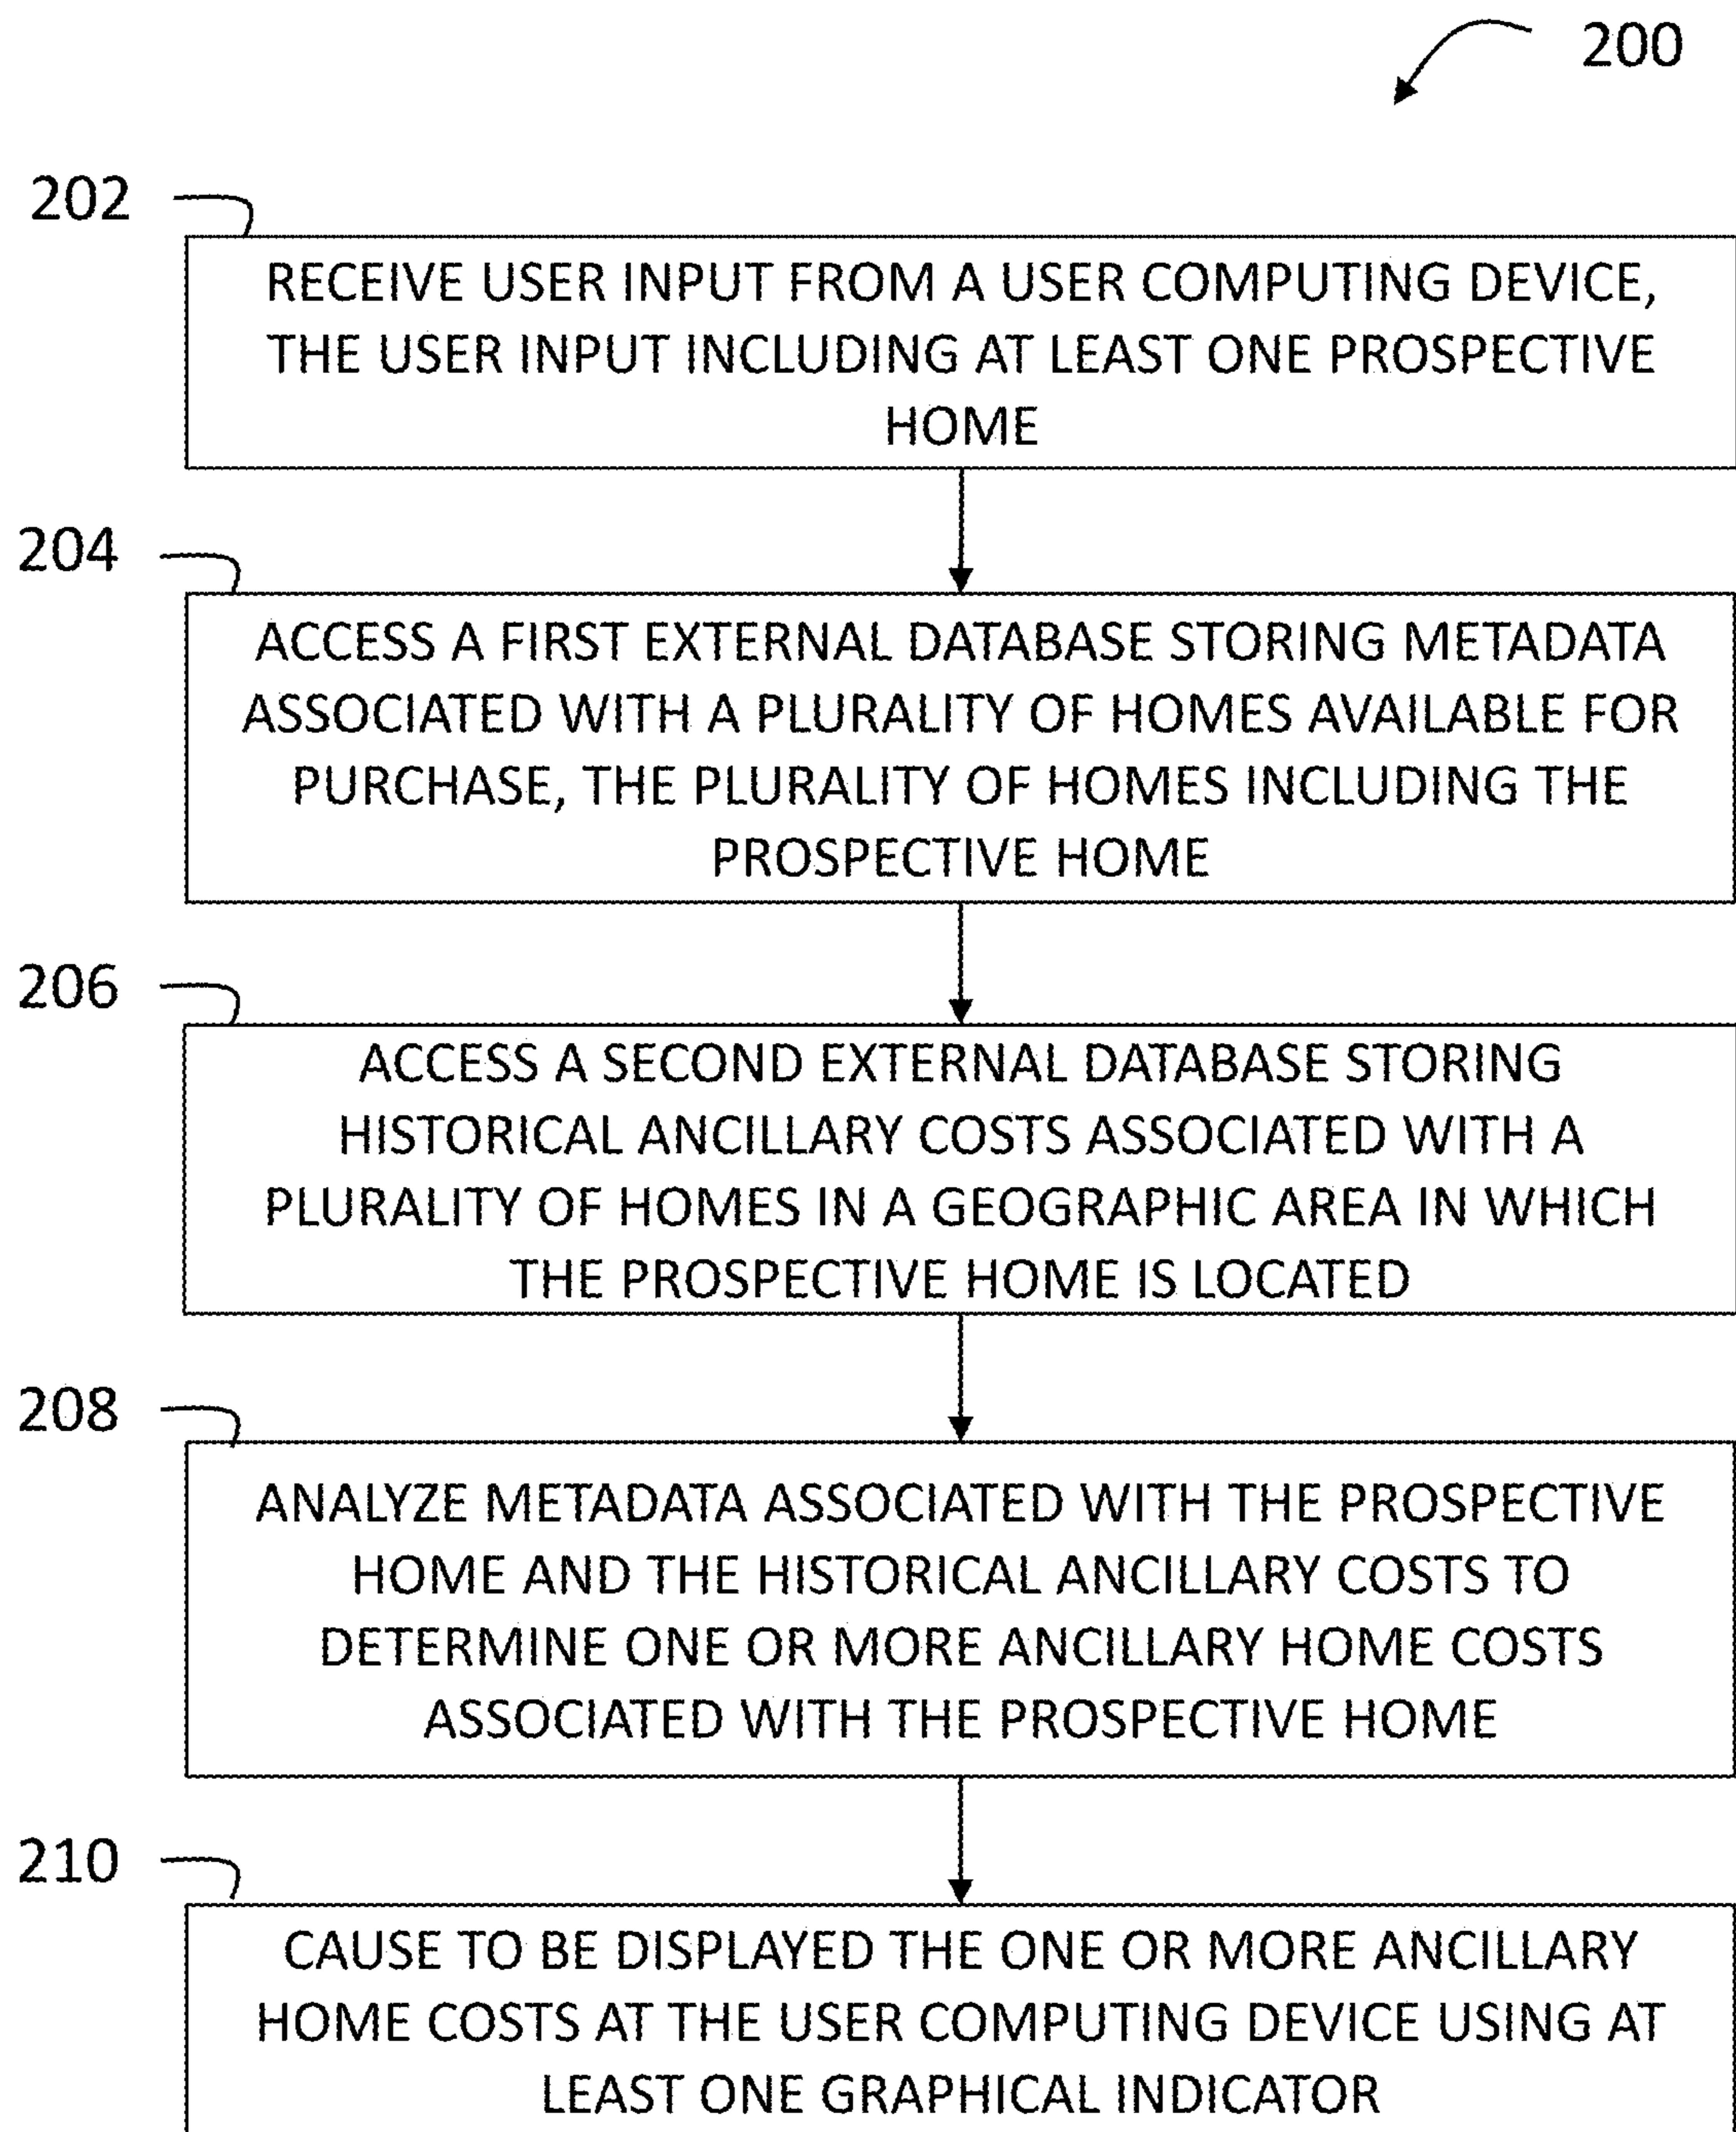 200
202
RECEIVE USER INPUT FROM A USER COMPUTING DEVICE,
THE USER INPUT INCLUDING AT LEAST ONE PROSPECTIVE
HOME
204
ACCESS A FIRST EXTERNAL DATABASE STORING METADATA
ASSOCIATED WITH A PLURALITY OF HOMES AVAILABLE FOR
PURCHASE, THE PLURALITY OF HOMES INCLUDING THE
PROSPECTIVE HOME
206
ACCESS A SECOND EXTERNAL DATABASE STORING
HISTORICAL ANCILLARY COSTS ASSOCIATED WITH A
PLURALITY OF HOMES IN A GEOGRAPHIC AREA IN WHICH
THE PROSPECTIVE HOME IS LOCATED
208
ANALYZE METADATA ASSOCIATED WITH THE PROSPECTIVE
HOME AND THE HISTORICAL ANCILLARY COSTS TO
DETERMINE ONE OR MORE ANCILLARY HOME COSTS
ASSOCIATED WITH THE PROSPECTIVE HOME
210
CAUSE TO BE DISPLAYED THE ONE OR MORE ANCILLARY
HOME COSTS AT THE USER COMPUTING DEVICE USING AT
LEAST ONE GRAPHICAL INDICATOR